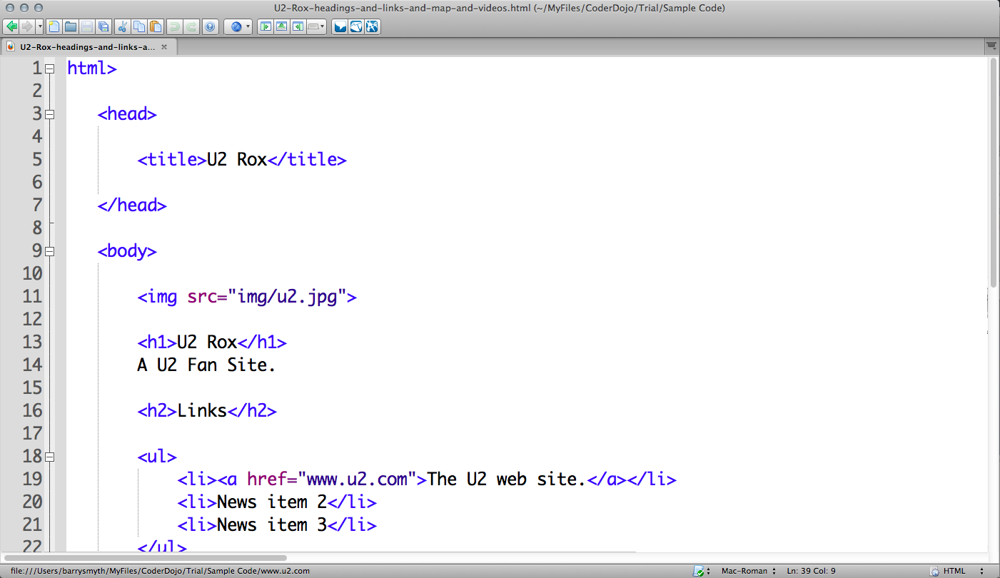 U2-Rox-headings-and-links-and-map-and-videos.html (~/MyFiles/CoderDojo/Trial/Sample Code)
U2-Rox-headings-and-links-a...
1 html>
2
3 <head>
4
5 <title>U2 Rox</title>
6
7 </head>
8
9 <body>
10
11 <img src="img/u2.jpg">
12
13 <h1>U2 Rox</h1>
14 A U2 Fan Site.
15
16 <h2>Links</h2>
17
18 <ul>
19 <li><a href="www.u2.com">The U2 web site.</a></li>
20 <li>News item 2</li>
21 <li>News item 3</li>
22 </ul>
file:///Users/barrysmyth/MyFiles/CoderDojo/Trial/Sample Code/www.u2.com Mac-Roman Ln: 39 Col: 9 HTML